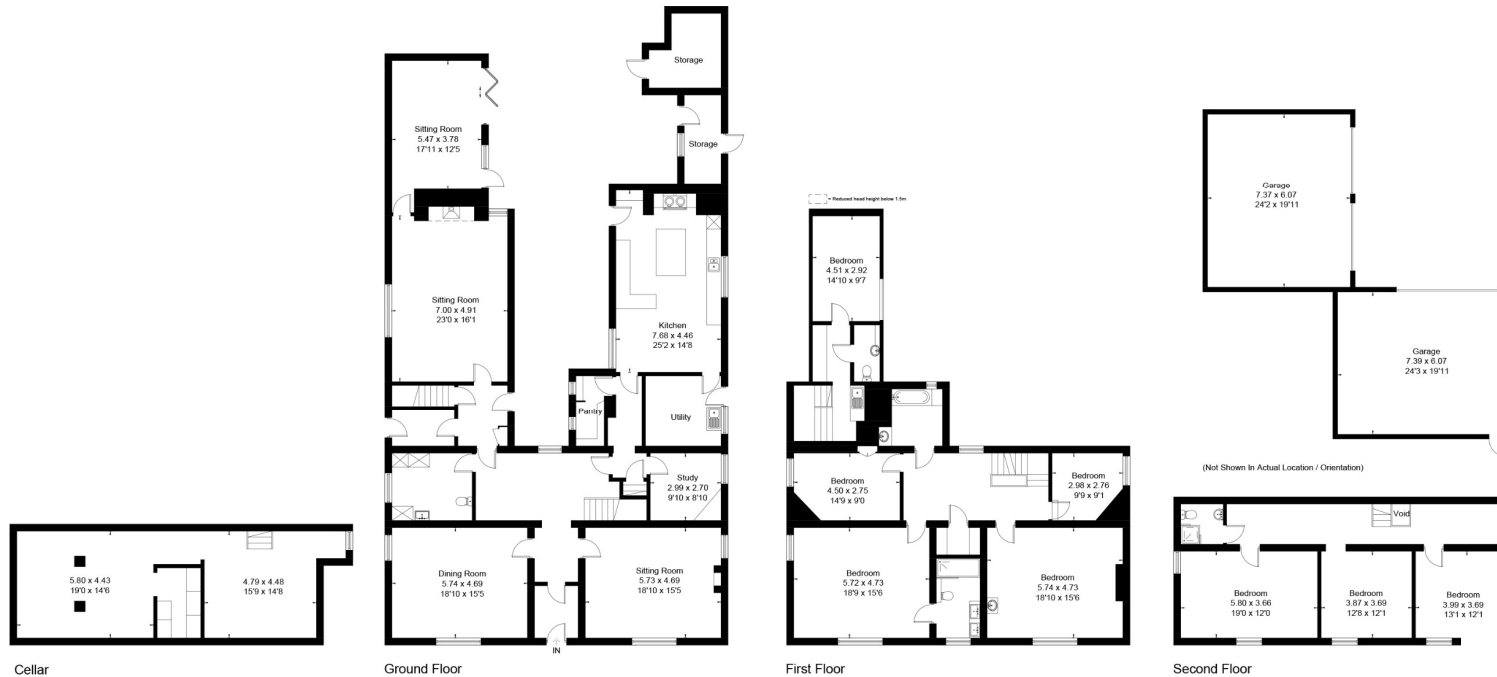 Storage
Storage
Sitting Room
5.47 x 3.78
17'11 x 12'5
Sitting Room
7.00 x 4.91
23'0 x 16'1
Kitchen
7.68 x 4.46
25'2 x 14'8
Pantry
Utility
Study
2.99 x 2.70
9'10 x 8'10
Dining Room
5.74 x 4.69
18'10 x 15'5
Sitting Room
5.73 x 4.69
18'10 x 15'5
IN
5.80 x 4.43
19'0 x 14'6
4.79 x 4.48
15'9 x 14'8
= Reduced head height below 1.5m
Bedroom
4.51 x 2.92
14'10 x 9'7
Bedroom
4.50 x 2.75
14'9 x 9'0
Bedroom
2.98 x 2.76
9'9 x 9'1
Bedroom
5.72 x 4.73
18'9 x 15'6
Bedroom
5.74 x 4.73
18'10 x 15'6
Garage
7.37 x 6.07
24'2 x 19'11
Garage
7.39 x 6.07
24'3 x 19'11
(Not Shown In Actual Location / Orientation)
Void
Bedroom
5.80 x 3.66
19'0 x 12'0
Bedroom
3.87 x 3.69
12'8 x 12'1
Bedroom
3.99 x 3.69
13'1 x 12'1
Cellar
Ground Floor
First Floor
Second Floor